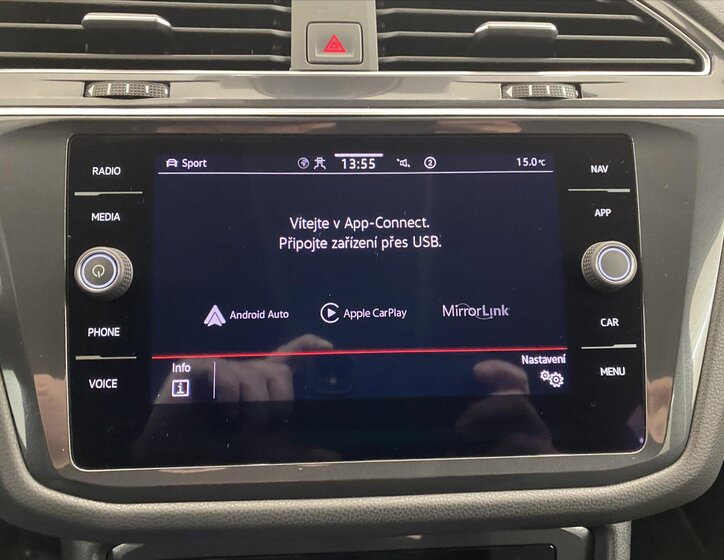 RADIO
MEDIA
PHONE
VOICE
Sport
13:55
2
15.0 °C
Vítejte v App-Connect.
Připojte zařízení přes USB.
Android Auto
Apple CarPlay
MirrorLink
Info
Nastavení
NAV
APP
CAR
MENU